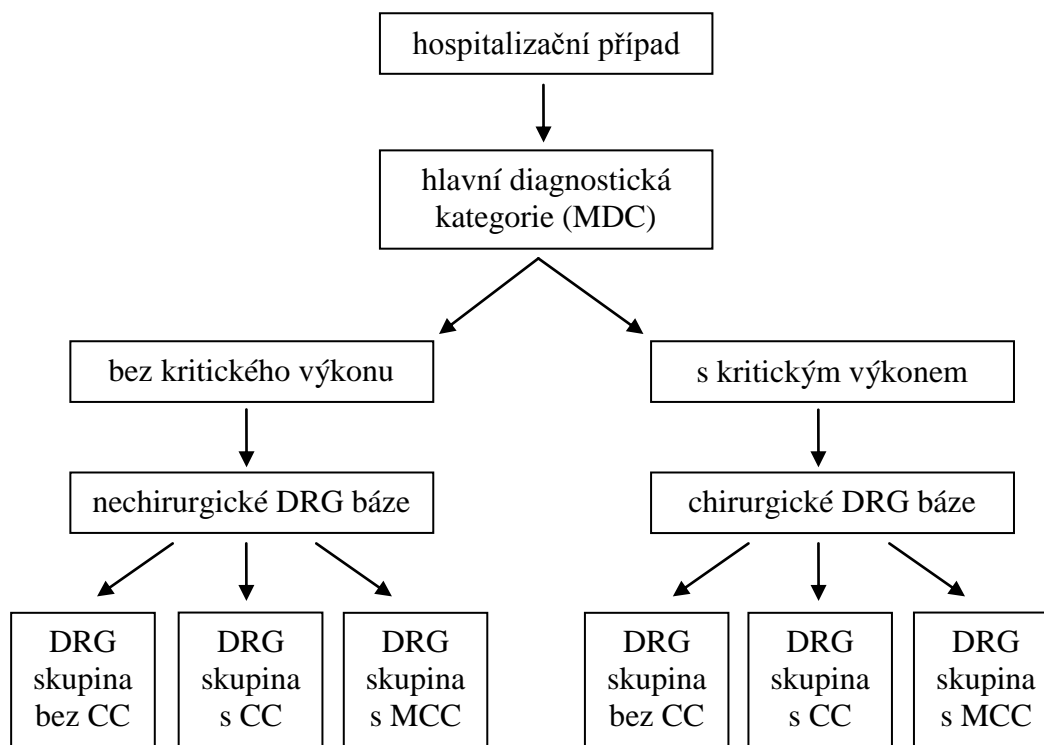 hospitalizační případ
hlavní diagnostická
kategorie (MDC)
bez kritického výkonu
s kritickým výkonem
nechirurgické DRG báze
chirurgické DRG báze
DRG
skupina
bez CC
DRG
skupina
s CC
DRG
skupina
s MCC
DRG
skupina
bez CC
DRG
skupina
s CC
DRG
skupina
s MCC